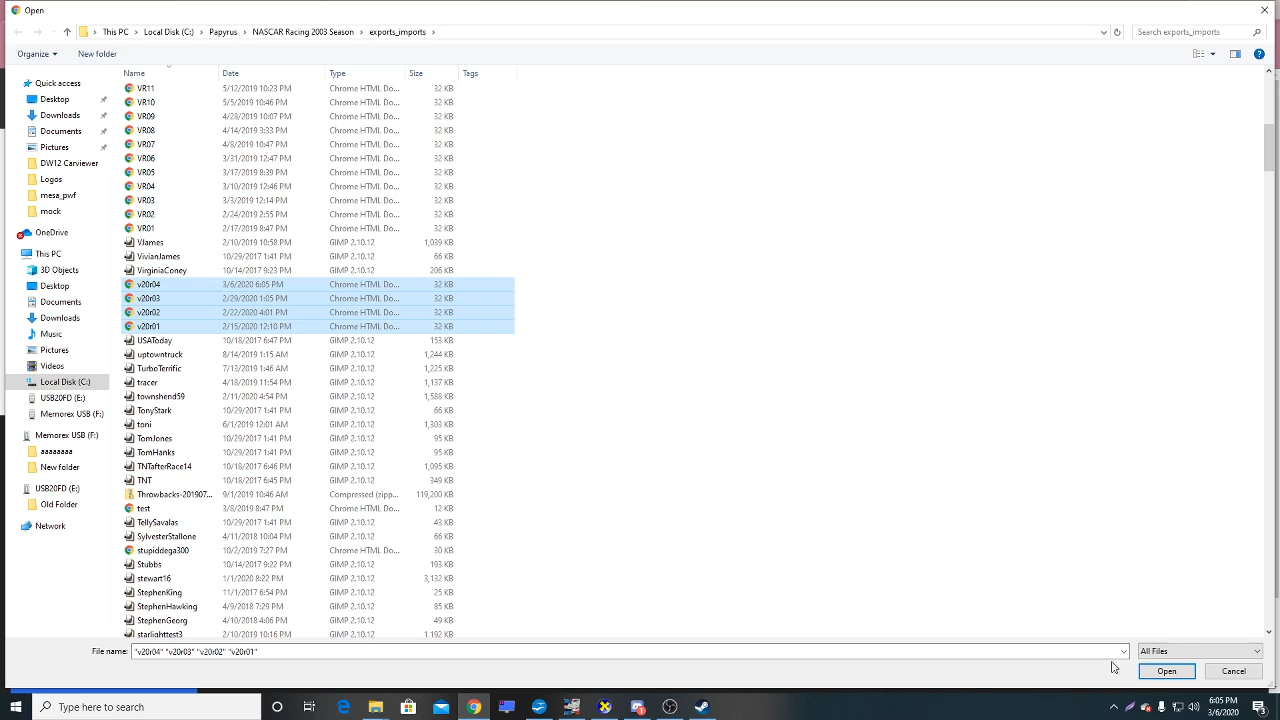 Open
This PC > Local Disk (C:) > Papyrus > NASCAR Racing 2003 Season > exports_imports > Search exports_imports
Organize New folder
Name Date Type Size Tags
Quick access
Desktop
Downloads
Documents
Pictures
DW12 Carviewer
Logos
mesa_pwf
mock
OneDrive
This PC
3D Objects
Desktop
Documents
Downloads
Music
Pictures
Videos
Local Disk (C:)
USB20FD (E:)
Memorex USB (F:)
Memorex USB (F:)
aaaaaaaa
New folder
USB20FD (E:)
Old Folder
Network
VR11 5/12/2019 10:23 PM Chrome HTML Do... 32 KB
VR10 5/5/2019 10:46 PM Chrome HTML Do... 32 KB
VR09 4/28/2019 10:07 PM Chrome HTML Do... 32 KB
VR08 4/14/2019 3:33 PM Chrome HTML Do... 32 KB
VR07 4/8/2019 10:47 PM Chrome HTML Do... 32 KB
VR06 3/31/2019 12:47 PM Chrome HTML Do... 32 KB
VR05 3/17/2019 8:39 PM Chrome HTML Do... 32 KB
VR04 3/10/2019 12:46 PM Chrome HTML Do... 32 KB
VR03 3/3/2019 12:14 PM Chrome HTML Do... 32 KB
VR02 2/24/2019 2:55 PM Chrome HTML Do... 32 KB
VR01 2/17/2019 8:47 PM Chrome HTML Do... 32 KB
VJames 2/10/2019 10:58 PM GIMP 2.10.12 1,039 KB
VivianJames 10/29/2017 1:41 PM GIMP 2.10.12 66 KB
VirginiaConey 10/14/2017 9:23 PM GIMP 2.10.12 206 KB
v20r04 3/6/2020 6:05 PM Chrome HTML Do... 32 KB
v20r03 2/29/2020 1:05 PM Chrome HTML Do... 32 KB
v20r02 2/22/2020 4:01 PM Chrome HTML Do... 32 KB
v20r01 2/15/2020 12:10 PM Chrome HTML Do... 32 KB
USAToday 10/18/2017 6:47 PM GIMP 2.10.12 153 KB
uptowntruck 8/14/2019 1:15 AM GIMP 2.10.12 1,244 KB
TurboTerrific 7/13/2019 1:46 AM GIMP 2.10.12 1,225 KB
tracer 4/18/2019 11:54 PM GIMP 2.10.12 1,137 KB
townshend59 2/11/2020 4:54 PM GIMP 2.10.12 1,588 KB
TonyStark 10/29/2017 1:41 PM GIMP 2.10.12 66 KB
toni 6/1/2019 12:01 AM GIMP 2.10.12 1,303 KB
TomJones 10/29/2017 1:41 PM GIMP 2.10.12 95 KB
TomHanks 10/29/2017 1:41 PM GIMP 2.10.12 95 KB
TNTafterRace14 10/18/2017 6:46 PM GIMP 2.10.12 1,095 KB
TNT 10/18/2017 6:45 PM GIMP 2.10.12 349 KB
Throwbacks-201907... 9/1/2019 10:46 AM Compressed (zipp... 119,200 KB
test 3/8/2019 8:47 PM Chrome HTML Do... 12 KB
TellySavalas 10/29/2017 1:41 PM GIMP 2.10.12 43 KB
SylvesterStallone 4/11/2018 10:04 PM GIMP 2.10.12 66 KB
stupiddega300 10/2/2019 7:27 PM Chrome HTML Do... 30 KB
Stubbs 10/14/2017 9:22 PM GIMP 2.10.12 193 KB
stewart16 1/1/2020 8:22 PM GIMP 2.10.12 3,132 KB
StephenKing 11/1/2017 6:54 PM GIMP 2.10.12 25 KB
StephenHawking 4/9/2018 7:29 PM GIMP 2.10.12 85 KB
StephenGeorg 4/10/2018 4:06 PM GIMP 2.10.12 53 KB
starlighttest3 2/10/2019 10:16 PM GIMP 2.10.12 1,192 KB
File name: "v20r04" "v20r03" "v20r02" "v20r01" All Files
Open Cancel
Type here to search
6:05 PM
3/6/2020